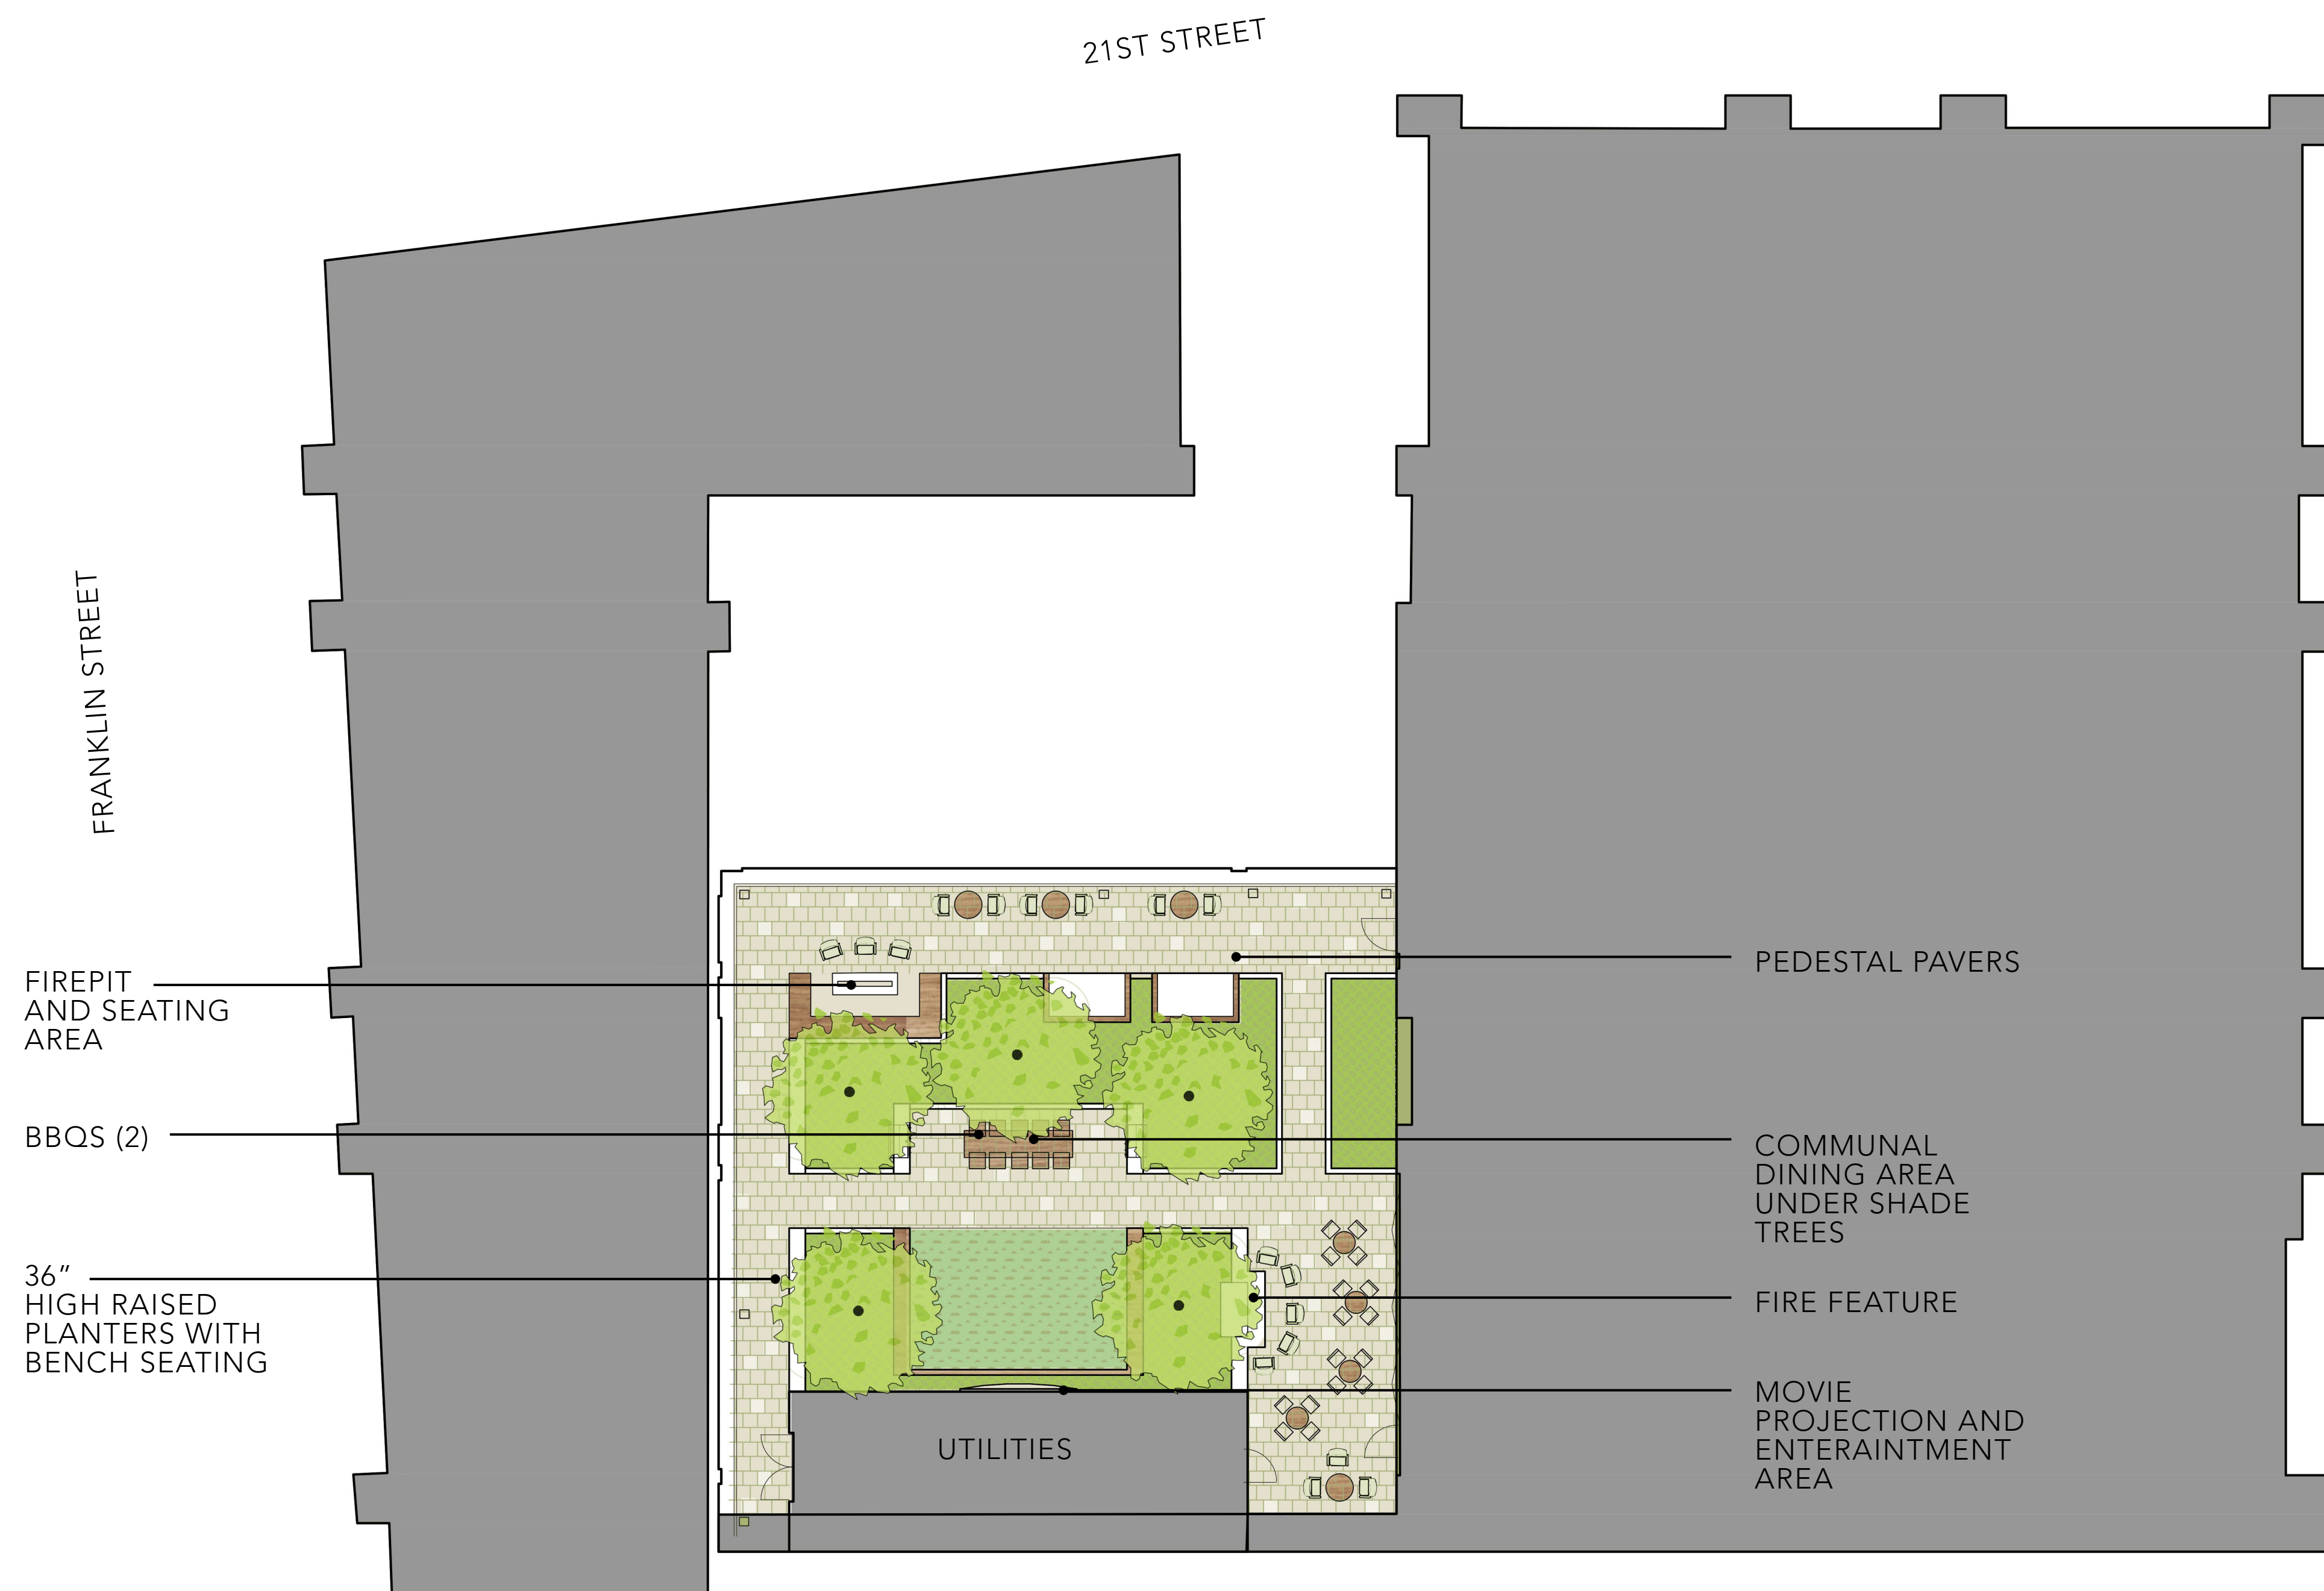 21ST STREET
FRANKLIN STREET
FIREPIT
AND SEATING
AREA
BBQS (2)
36”
HIGH RAISED
PLANTERS WITH
BENCH SEATING
PEDESTAL PAVERS
COMMUNAL
DINING AREA
UNDER SHADE
TREES
FIRE FEATURE
MOVIE
PROJECTION AND
ENTERAINTMENT
AREA
UTILITIES